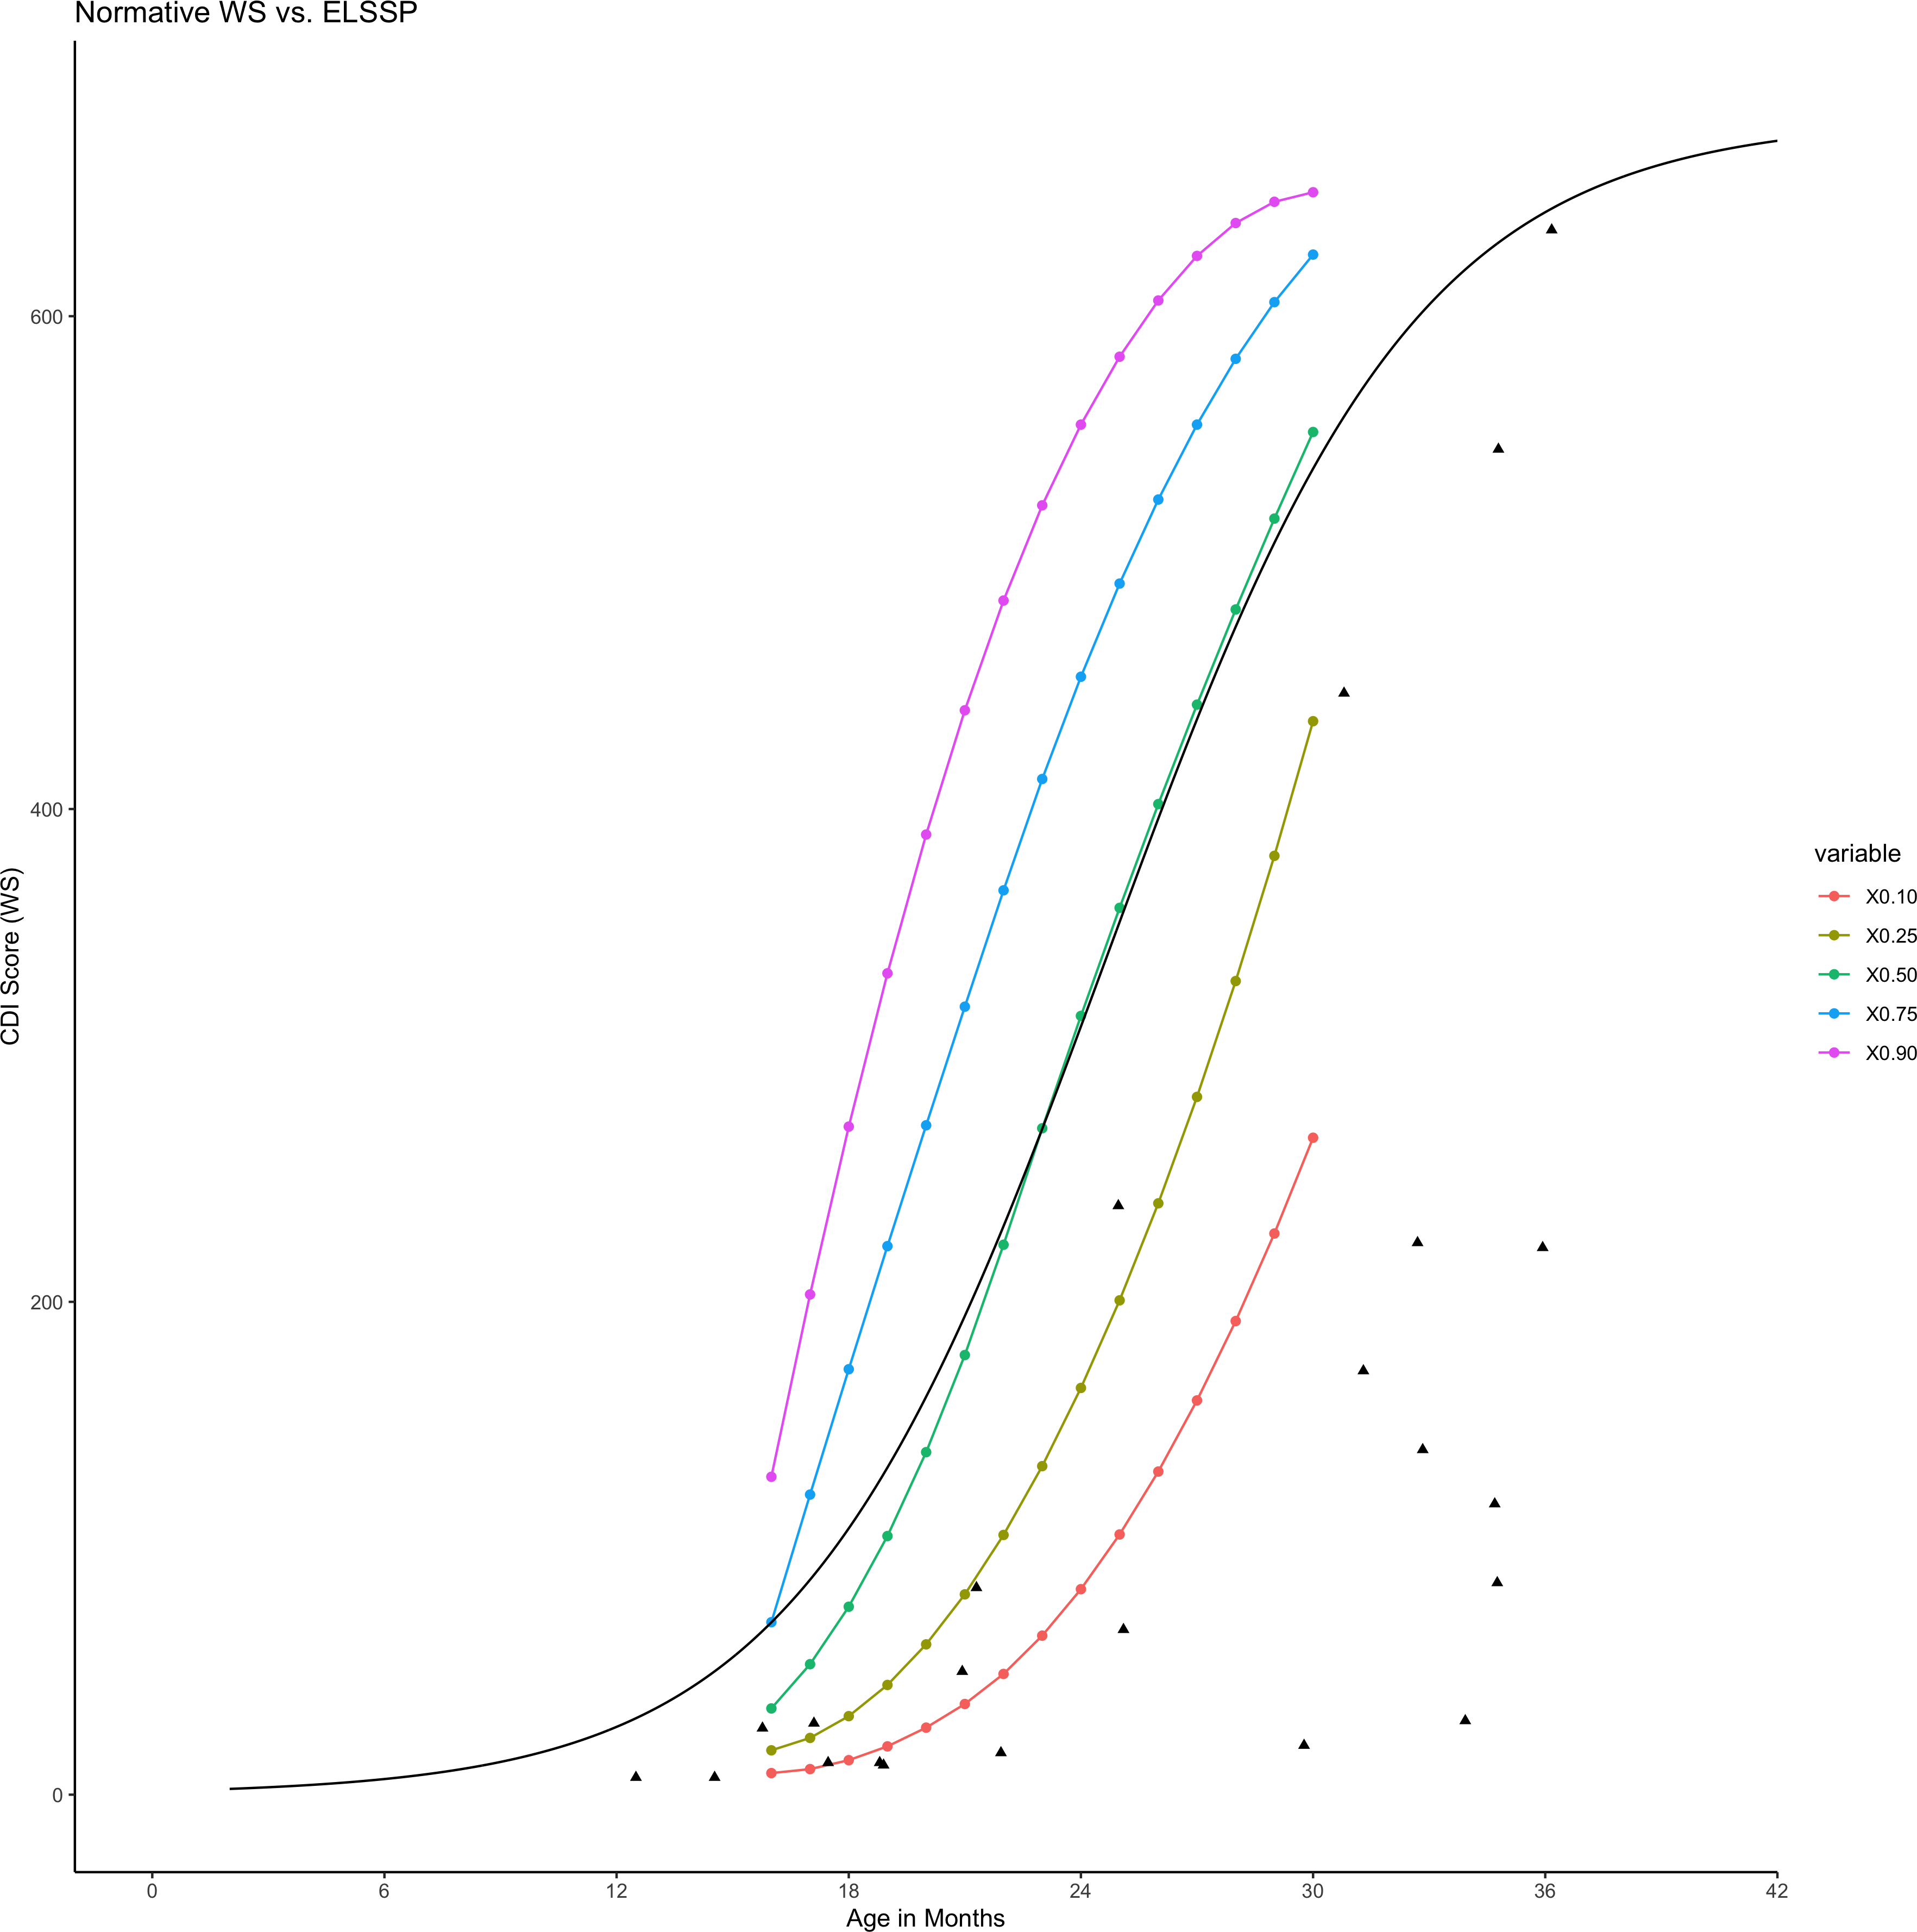 Normative WS vs. ELSSP
CDI Score (WS)
600
400
200
0
0 6 12 18 24 30 36 42
Age in Months
variable
X0.10
X0.25
X0.50
X0.75
X0.90